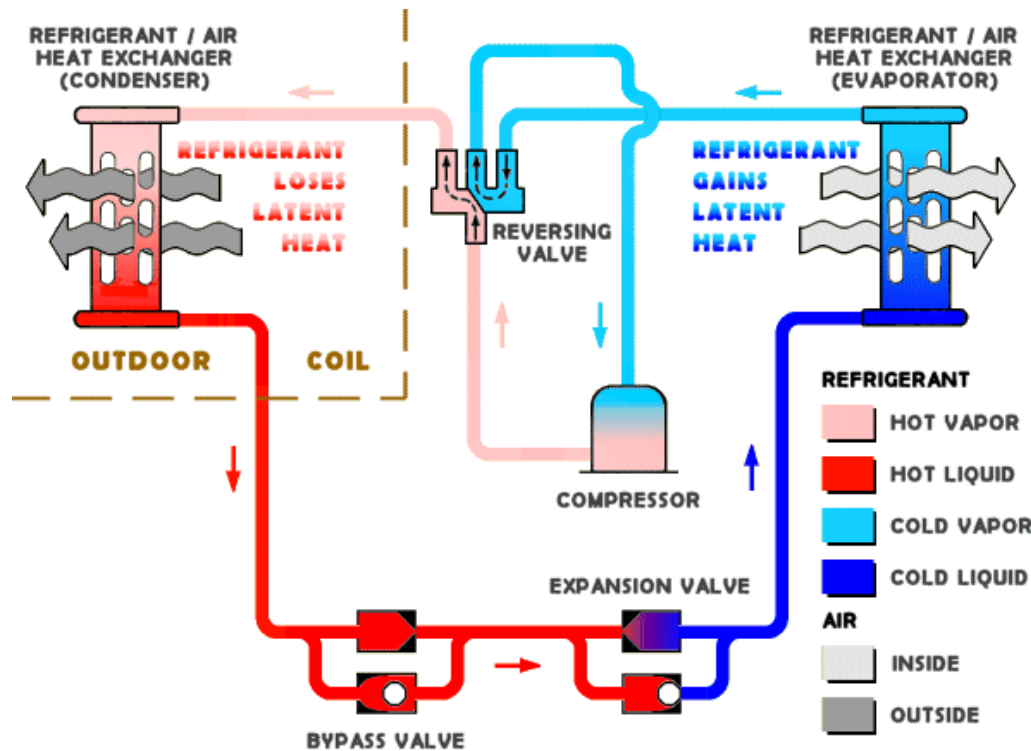 REFRIGERANT / AIR
HEAT EXCHANGER
(CONDENSER)
REFRIGERANT / AIR
HEAT EXCHANGER
(EVAPORATOR)
REFRIGERANT
LOSES
LATENT
HEAT
REVERSING
VALVE
REFRIGERANT
GAINS
LATENT
HEAT
OUTDOOR COIL
COMPRESSOR
EXPANSION VALVE
BYPASS VALVE
REFRIGERANT
HOT VAPOR
HOT LIQUID
COLD VAPOR
COLD LIQUID
AIR
INSIDE
OUTSIDE